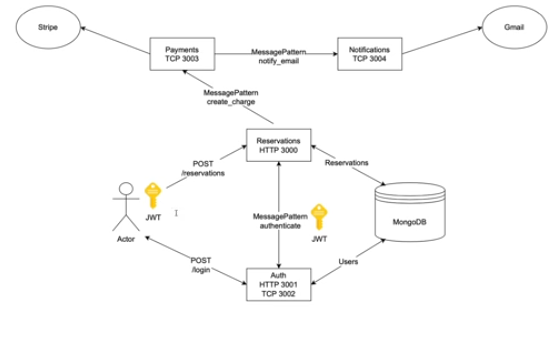 Stripe
Payments
TCP 3003
MessagePattern
notify_email
Notifications
TCP 3004
Gmail
MessagePattern
create_charge
Reservations
HTTP 3000
POST
/reservations
Reservations
JWT
Actor
MessagePattern
authenticate
JWT
MongoDB
POST
/login
Auth
HTTP 3001
TCP 3002
Users